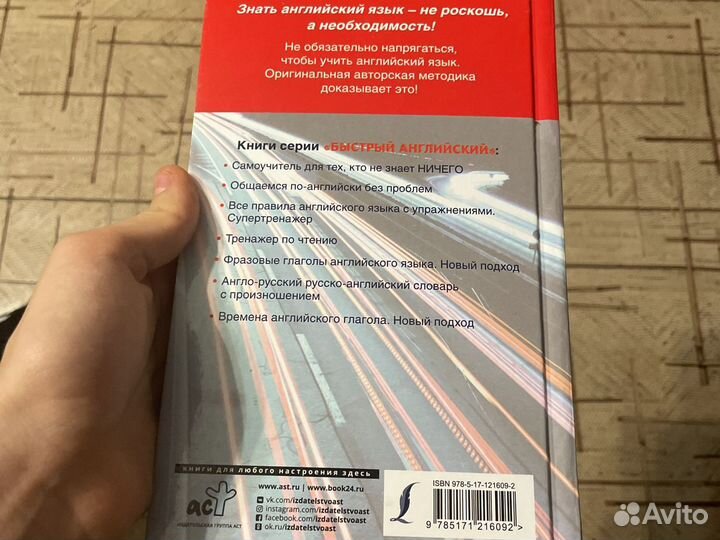 Знать английский язык – не роскошь,
а необходимость!
Не обязательно напрягаться,
чтобы учить английский язык.
Оригинальная авторская методика
доказывает это!
Книги серии «БЫСТРЫЙ АНГЛИЙСКИЙ»:
• Самоучитель для тех, кто не знает НИЧЕГО
• Общаемся по-английски без проблем
• Все правила английского языка с упражнениями.
Супертренажер
• Тренажер по чтению
• Фразовые глаголы английского языка. Новый подход
• Англо-русский русско-английский словарь
с произношением
• Времена английского глагола. Новый подход
книги для любого настроения здесь
www.ast.ru | www.book24.ru
vk.com/izdatelstvoast
instagram.com/izdatelstvoast
facebook.com/izdatelstvoast
ok.ru/izdatelstvoast
аст
ИЗДАТЕЛЬСКАЯ ГРУППА АСТ
ISBN 978-5-17-121609-2
9 785171 216092 >
Avito